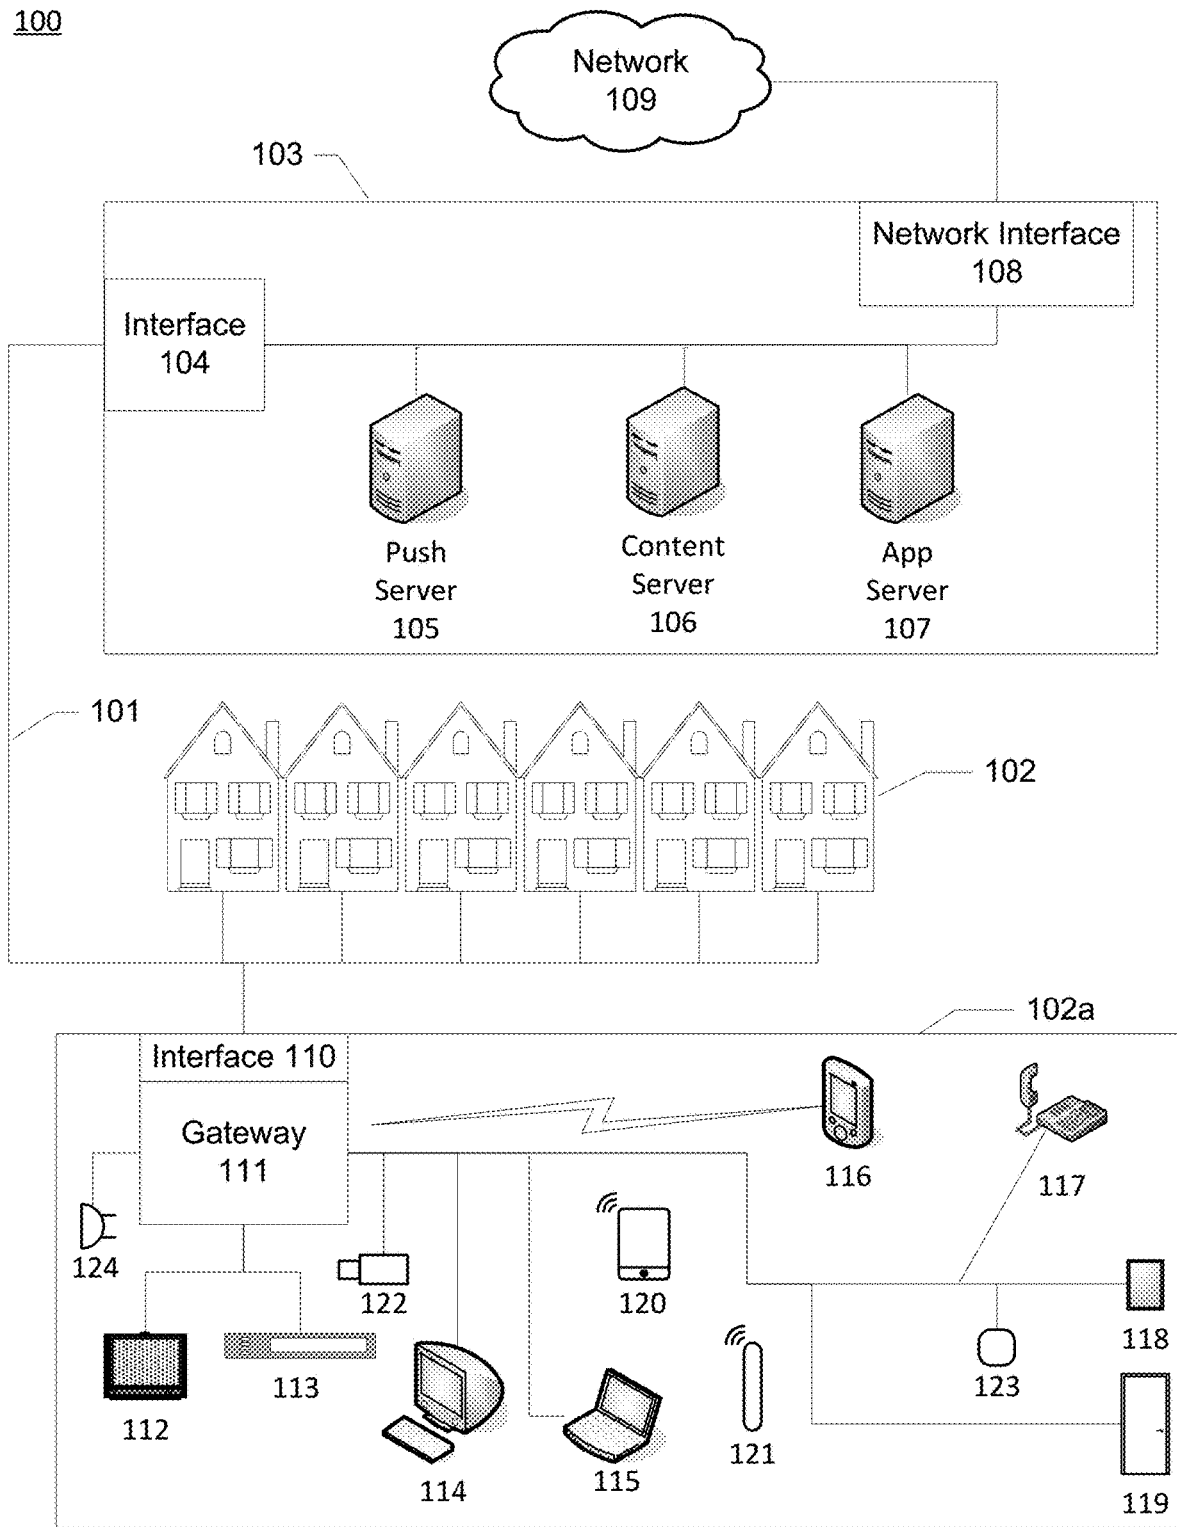 100
Network
109
103
Network Interface
108
Interface
104
Push
Server
105
Content
Server
106
App
Server
107
101
102
102a
Interface 110
Gateway
111
116
117
124
122
120
118
112
113
123
114
115
121
119